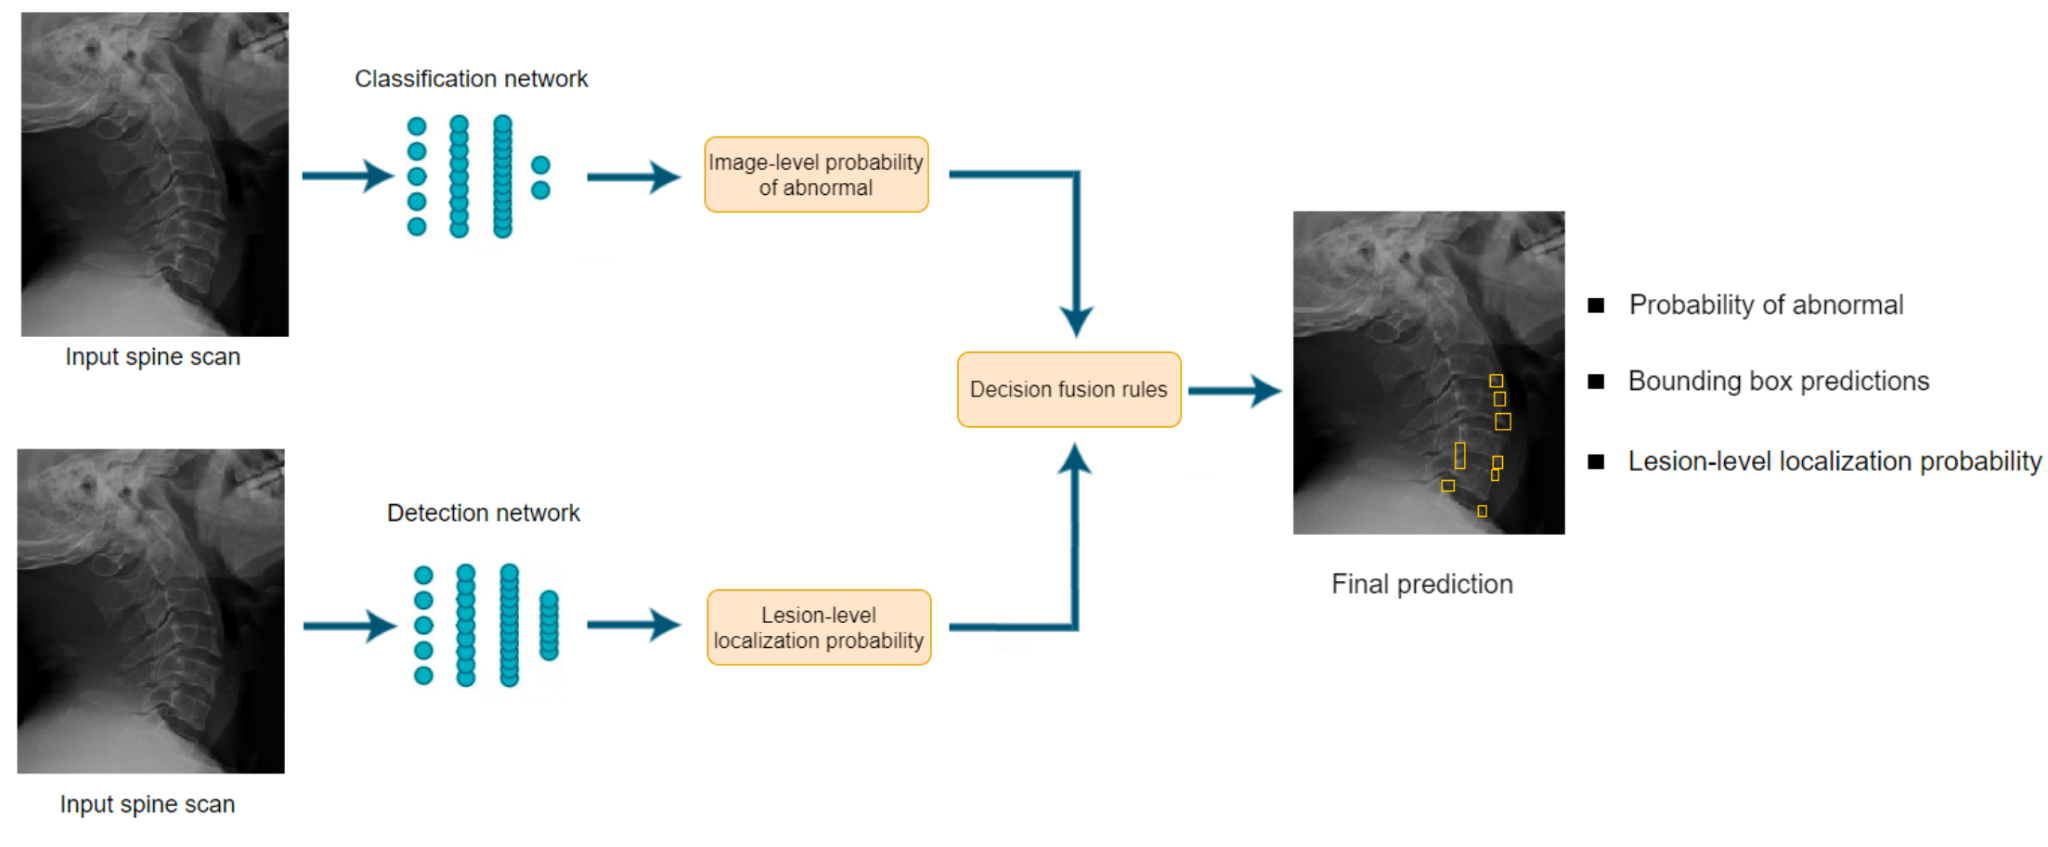 Classification network
Image-level probability
of abnormal
Input spine scan
Decision fusion rules
Probability of abnormal
Bounding box predictions
Lesion-level localization probability
Final prediction
Detection network
Lesion-level
localization probability
Input spine scan